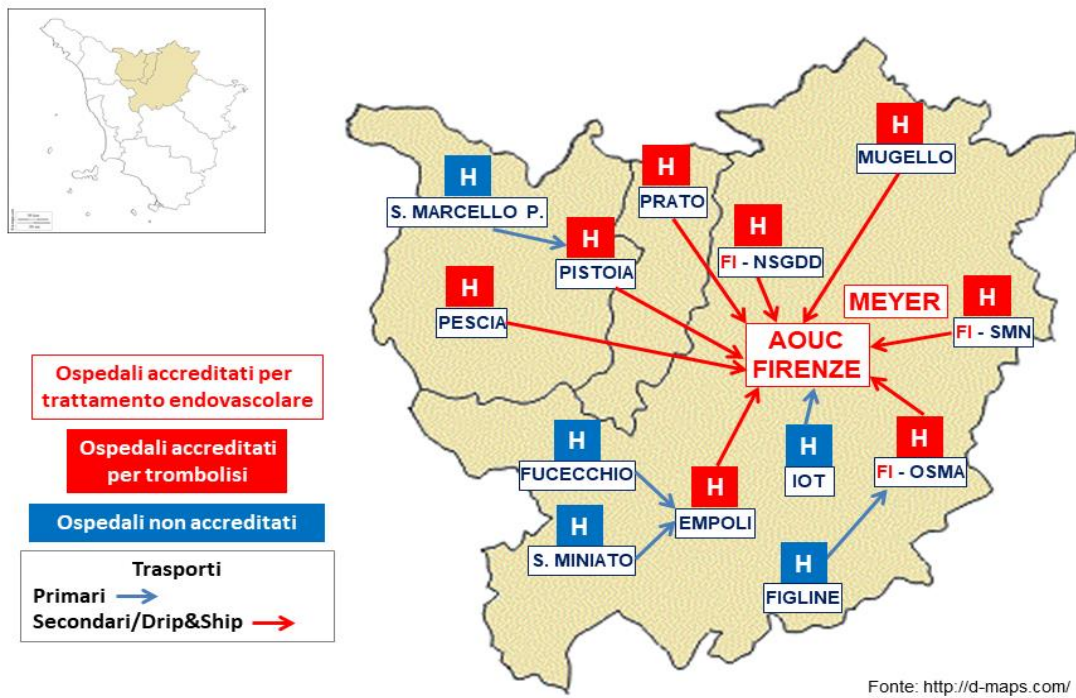 H
MUGELLO
H
PRATO
H
S. MARCELLO P.
H
PISTOIA
H
FI - NSGDD
H
PESCIA
MEYER
H
FI - SMN
AOUC
FIRENZE
Ospedali accreditati per
trattamento endovascolare
Ospedali accreditati
per trombolisi
Ospedali non accreditati
Trasporti
Primari
Secondari/Drip&Ship
H
FUCECCHIO
H
S. MINIATO
H
EMPOLI
H
IOT
H
FI - OSMA
H
FIGLINE
Fonte: http://d-maps.com/